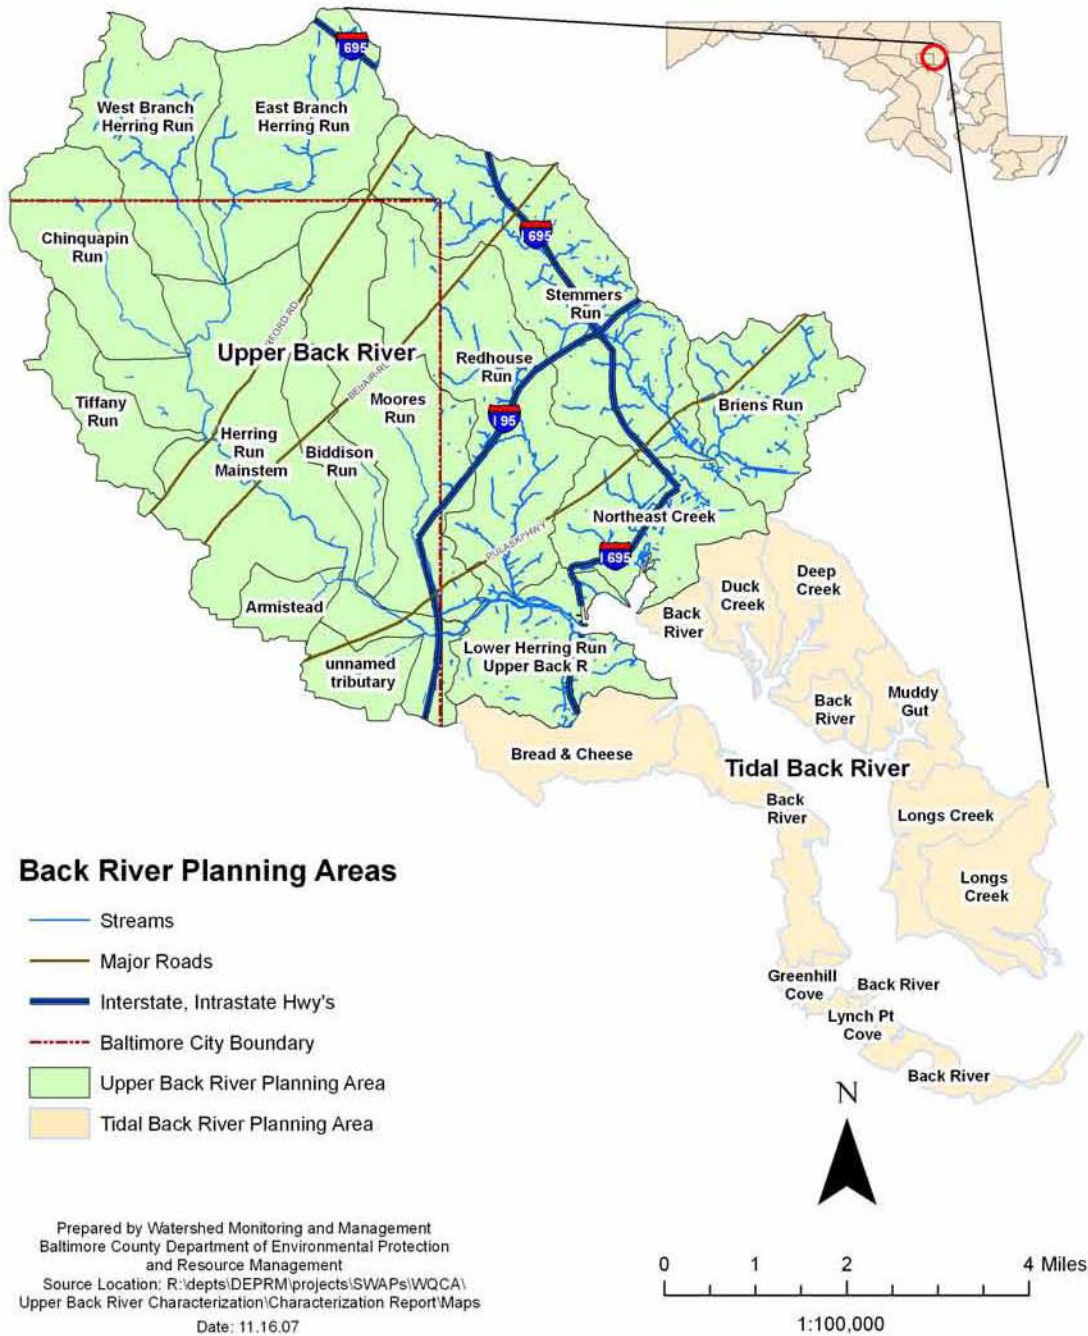 695
West Branch
Herring Run
East Branch
Herring Run
Chinquapin
Run
695
Stemmers
Run
Upper Back River
Redhouse
Run
BELAIR RD
Moores
Run
Tiffany
Run
I 95
Briens Run
Herring
Run
Mainstem
Biddison
Run
Northeast Creek
PULASKI HWY
I 695
Duck
Creek
Deep
Creek
Back
River
Armistead
Lower Herring Run
Upper Back R
unnamed
tributary
Back
River
Muddy
Gut
Bread & Cheese
Tidal Back River
Back
River
Longs Creek
Longs
Creek
Greenhill
Cove
Back River
Lynch Pt
Cove
Back River
Back River Planning Areas
Streams
Major Roads
Interstate, Intrastate Hwy's
Baltimore City Boundary
Upper Back River Planning Area
Tidal Back River Planning Area
N
Prepared by Watershed Monitoring and Management
Baltimore County Department of Environmental Protection
and Resource Management
Source Location: R:\depts\DEPRM\projects\SWAPs\WQCA\
Upper Back River Characterization\Characterization Report\Maps
Date: 11.16.07
0 1 2 4 Miles
1:100,000